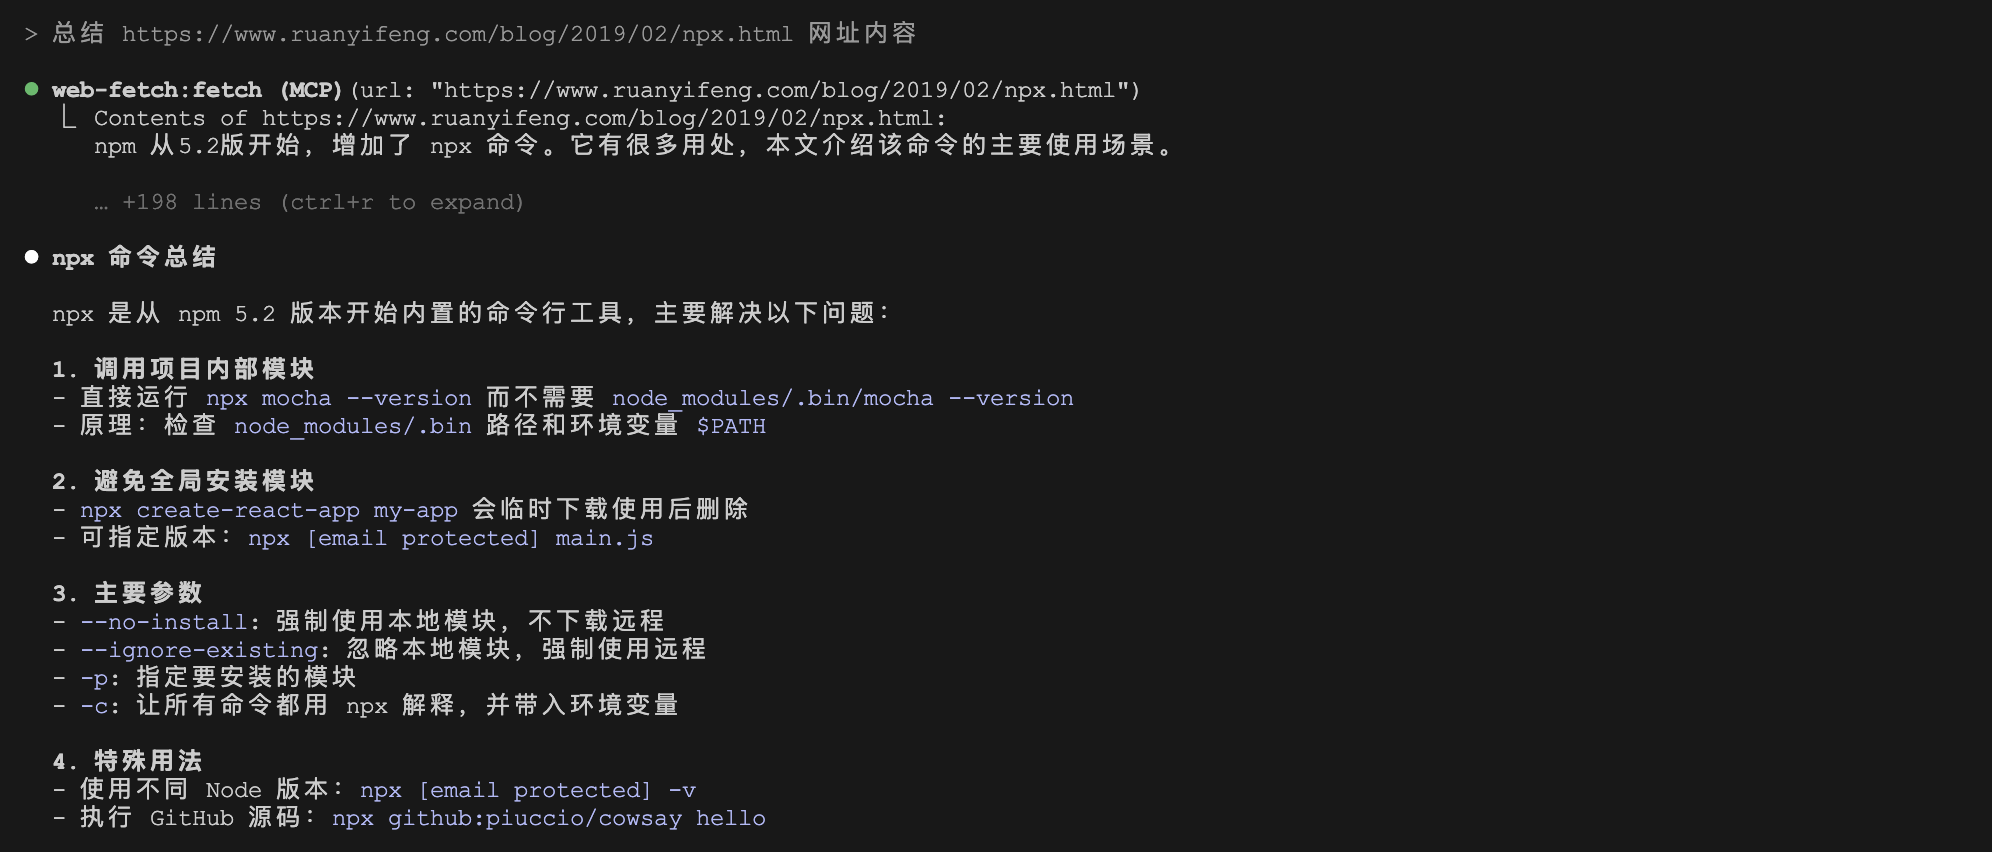 > 总结 https://www.ruanyifeng.com/blog/2019/02/npx.html 网址内容
web-fetch:fetch (MCP)(url: "https://www.ruanyifeng.com/blog/2019/02/npx.html")
Contents of https://www.ruanyifeng.com/blog/2019/02/npx.html:
npm 从5.2版开始，增加了 npx 命令。它有很多用处，本文介绍该命令的主要使用场景。
… +198 lines (ctrl+r to expand)
npx 命令总结
npx 是从 npm 5.2 版本开始内置的命令行工具，主要解决以下问题：
1. 调用项目内部模块
- 直接运行 npx mocha --version 而不需要 node_modules/.bin/mocha --version
- 原理：检查 node_modules/.bin 路径和环境变量 $PATH
2. 避免全局安装模块
- npx create-react-app my-app 会临时下载使用后删除
- 可指定版本：npx [email protected] main.js
3. 主要参数
- --no-install: 强制使用本地模块，不下载远程
- --ignore-existing: 忽略本地模块，强制使用远程
- -p: 指定要安装的模块
- -c: 让所有命令都用 npx 解释，并带入环境变量
4. 特殊用法
- 使用不同 Node 版本：npx [email protected] -v
- 执行 GitHub 源码：npx github:piuccio/cowsay hello